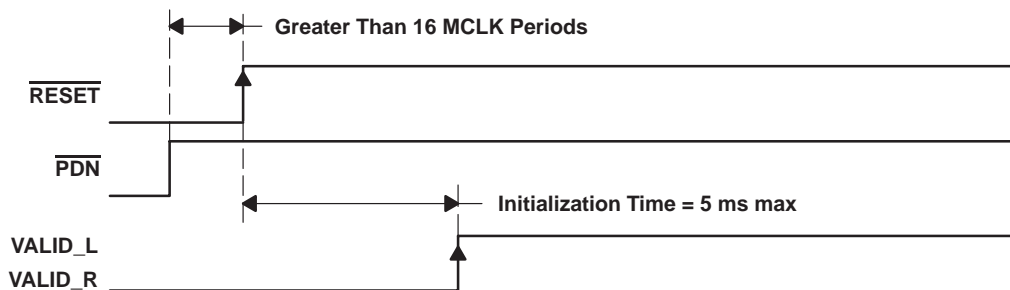 Greater Than 16 MCLK Periods
RESET
PDN
Initialization Time = 5 ms max
VALID_L
VALID_R